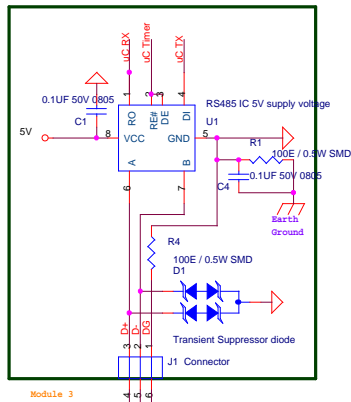 uC RX
uC Timer
uC TX
1
2
3
4
RO
RE#
DE
DI
RS485 IC 5V supply voltage
0.1UF 50V 0805
C1
U1
5V
8
VCC
GND
5
R1
100E / 0.5W SMD
A
B
C4
0.1UF 50V 0805
6
7
Earth
Ground
R4
100E / 0.5W SMD
D1
D+
D-
DG
Transient Suppressor diode
3
2
1
J1 Connector
Module 3
4
5
6